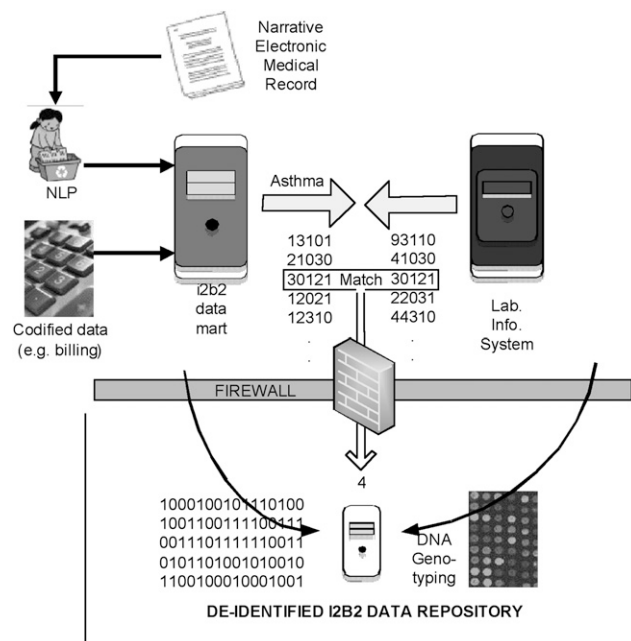 Narrative
Electronic
Medical
Record
NLP
Codified data
(e.g. billing)
i2b2
data
mart
Asthma
13101
21030
30121
12021
12310
.
.
Match
93110
41030
30121
22031
44310
.
.
Lab.
Info.
System
FIREWALL
4
1000100101110100
1001100111100111
0011101111110011
0101101001010010
1100100010001001
DNA
Geno-
typing
DE-IDENTIFIED I2B2 DATA REPOSITORY